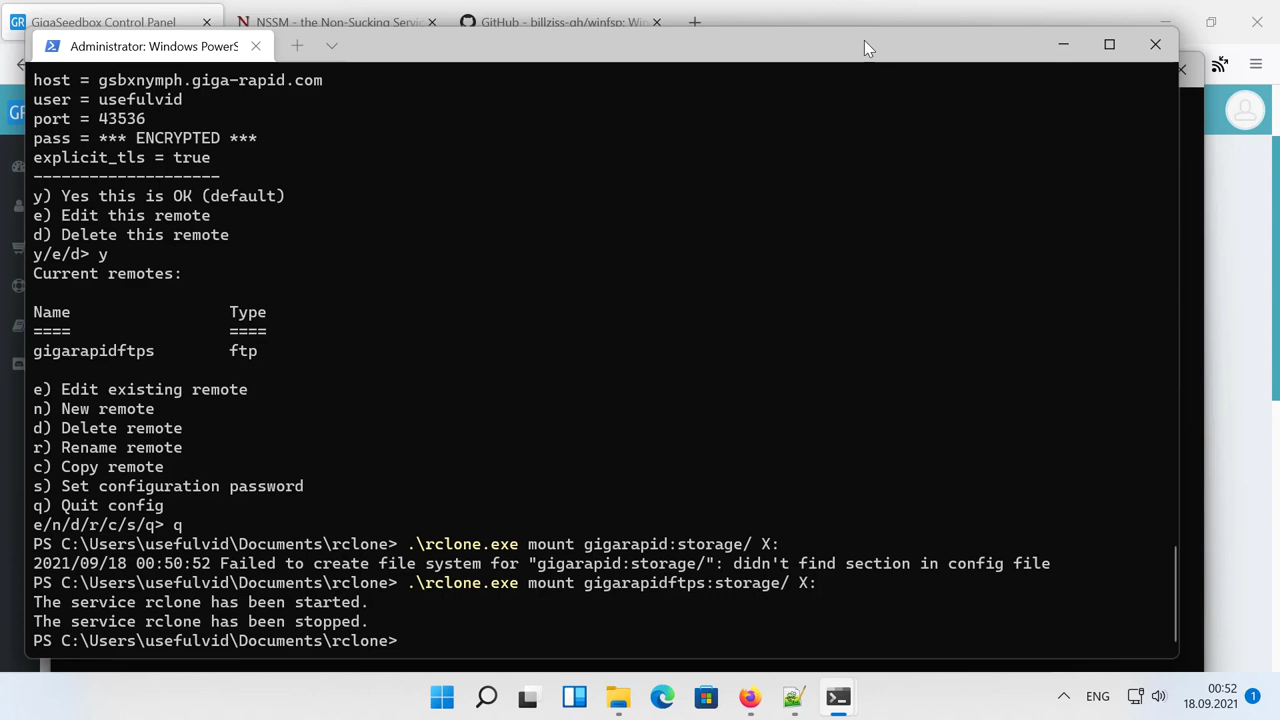 GigaSeedbox Control Panel
NSSM - the Non-Sucking Servic
GitHub - billziss-gh/winfsp: Win
Administrator: Windows PowerS
host = gsbxnymph.giga-rapid.com
user = usefulvid
port = 43536
pass = *** ENCRYPTED ***
explicit_tls = true
--------------------
y) Yes this is OK (default)
e) Edit this remote
d) Delete this remote
y/e/d> y
Current remotes:
Name Type
==== ====
gigarapidftps ftp
e) Edit existing remote
n) New remote
d) Delete remote
r) Rename remote
c) Copy remote
s) Set configuration password
q) Quit config
e/n/d/r/c/s/q> q
PS C:\Users\usefulvid\Documents\rclone> .\rclone.exe mount gigarapid:storage/ X:
2021/09/18 00:50:52 Failed to create file system for "gigarapid:storage/": didn't find section in config file
PS C:\Users\usefulvid\Documents\rclone> .\rclone.exe mount gigarapidftps:storage/ X:
The service rclone has been started.
The service rclone has been stopped.
PS C:\Users\usefulvid\Documents\rclone>
ENG
00:52
18.09.2021
1